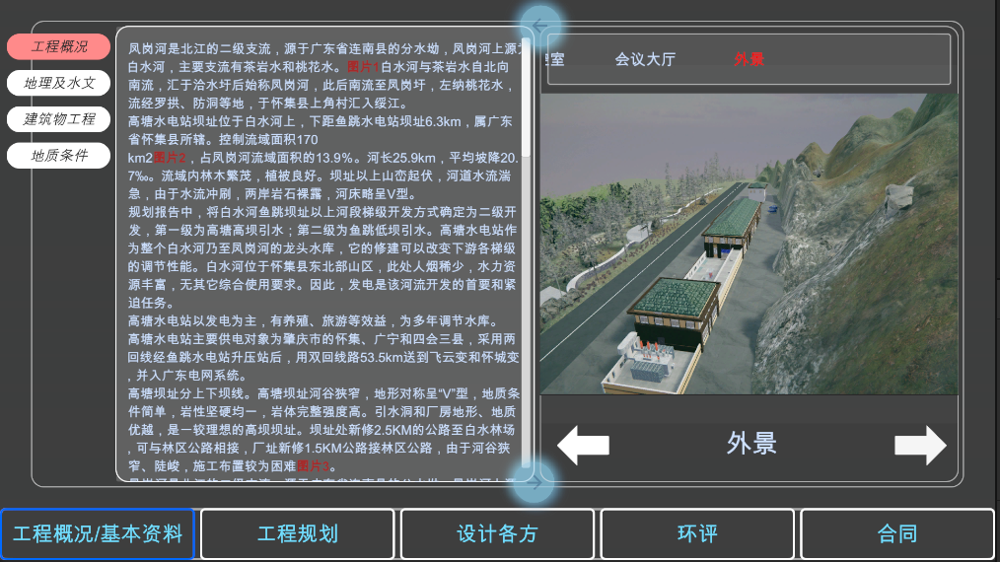 工程概况
地理及水文
建筑物工程
地质条件
凤岗河是北江的二级支流，源于广东省连南县的分水坳，凤岗河上源
白水河，主要支流有茶岩水和桃花水。图片1白水河与茶岩水自北向
南流，汇于洽水圩后始称凤岗河，此后南流至凤岗圩，左纳桃花水，
流经罗拱、防洞等地，于怀集县上角村汇入绥江。
高塘水电站坝址位于白水河上，下距鱼跳水电站坝址6.3km，属广东
省怀集县所辖。控制流域面积170
km2图片2，占凤岗河流域面积的13.9%。河长25.9km，平均坡降20.
7‰。流域内林木繁茂，植被良好。坝址以上山峦起伏，河道水流湍
急，由于水流冲刷，两岸岩石裸露，河床略呈V型。
规划报告中，将白水河鱼跳坝址以上河段梯级开发方式确定为二级开
发，第一级为高塘高坝引水；第二级为鱼跳低坝引水。高塘水电站作
为整个白水河乃至凤岗河的龙头水库，它的修建可以改变下游各梯级
的调节性能。白水河位于怀集县东北部山区，此处人烟稀少，水力资
源丰富，无其它综合使用要求。因此，发电是该河流开发的首要和紧
迫任务。
高塘水电站以发电为主，有养殖、旅游等效益，为多年调节水库。
高塘水电站主要供电对象为肇庆市的怀集、广宁和四会三县，采用两
回线经鱼跳水电站升压站后，用双回线路53.5km送到飞云变和怀城变
，并入广东电网系统。
高塘坝址分上下坝线。高塘坝址河谷狭窄，地形对称呈“V”型，地质条
件简单，岩性坚硬均一，岩体完整强度高。引水洞和厂房地形、地质
优越，是一较理想的高坝坝址。坝址处新修2.5KM的公路至白水林场
，可与林区公路相接，厂址新修1.5KM公路接林区公路，由于河谷狭
窄、陡峻，施工布置较为困难图片3。
室
会议大厅
外景
外景
工程概况/基本资料
工程规划
设计各方
环评
合同